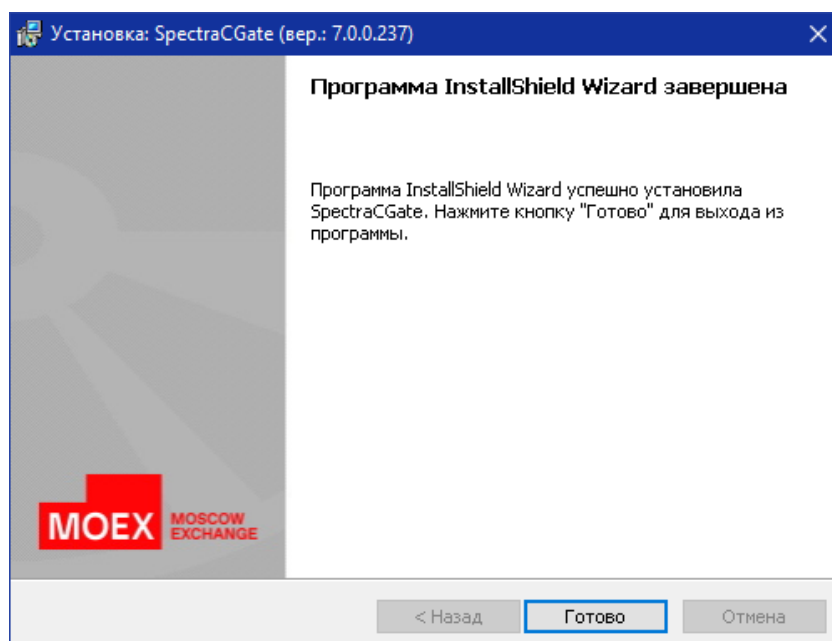 Установка: SpectraCGate (вер.: 7.0.0.237)
Программа InstallShield Wizard завершена
Программа InstallShield Wizard успешно установила
SpectraCGate. Нажмите кнопку "Готово" для выхода из
программы.
MOEX MOSCOW
EXCHANGE
< Назад Готово Отмена